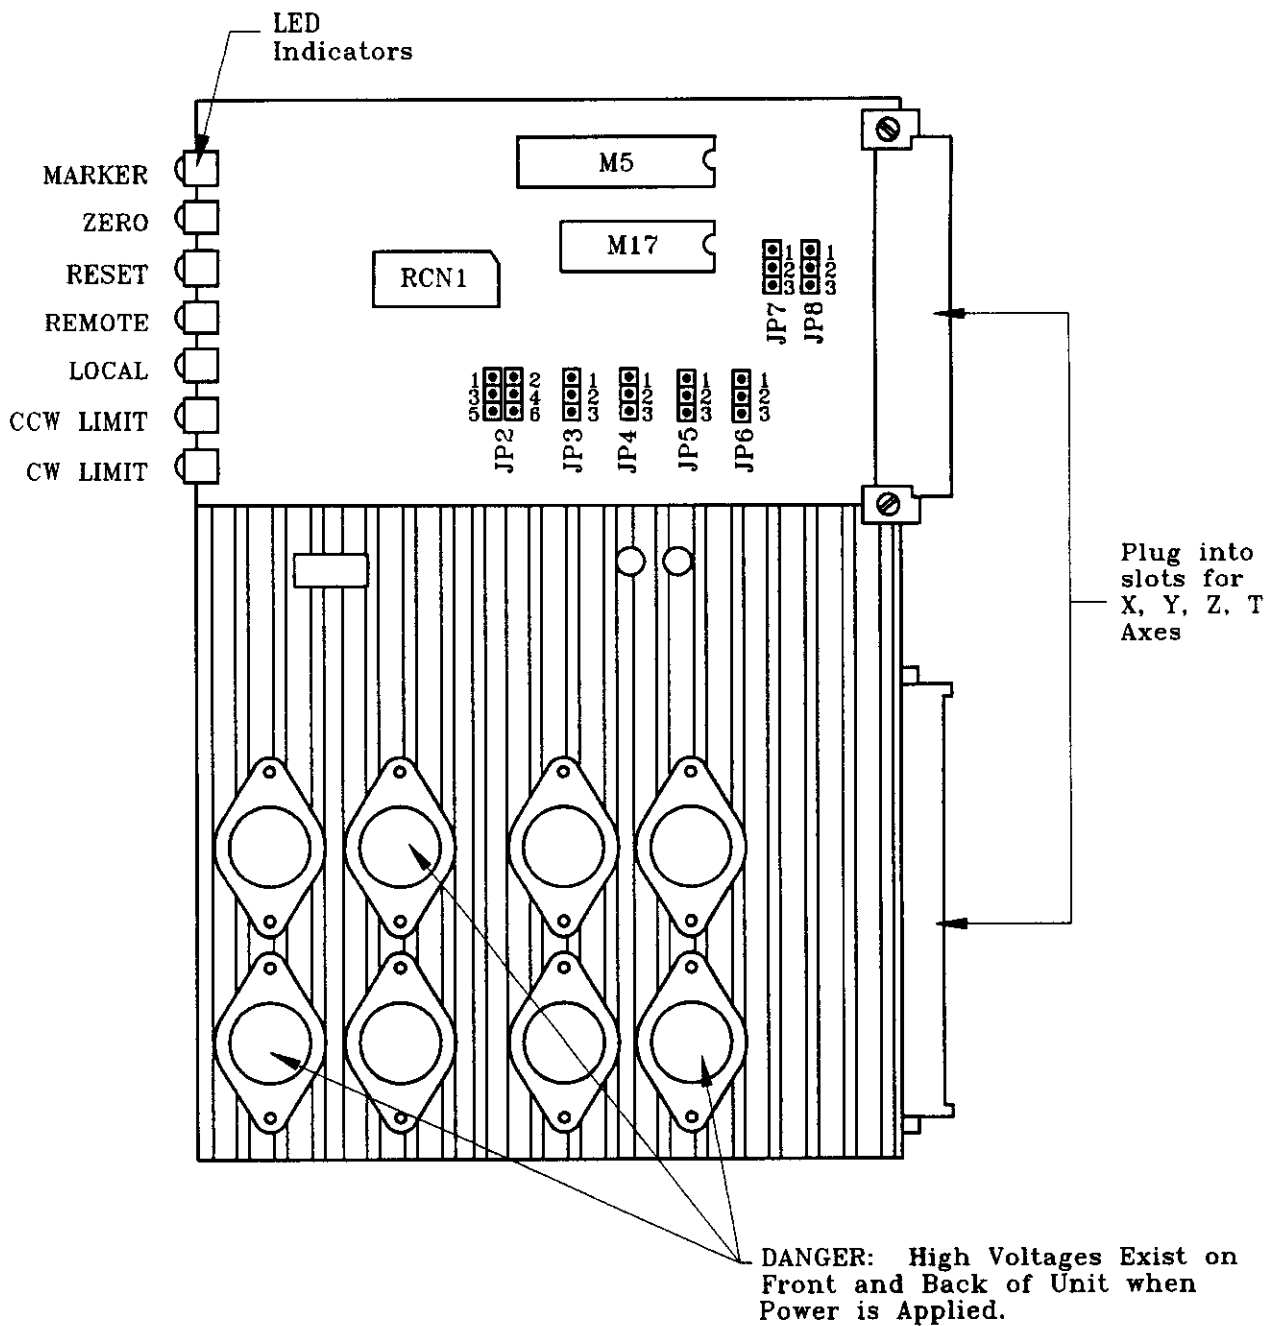 LED
Indicators
MARKER
ZERO
RESET
REMOTE
LOCAL
CCW LIMIT
CW LIMIT
M5
M17
RCN1
1 1
2 2
3 3
JP7 JP8
1 2 1 1 1 1
3 4 2 2 2 2
5 6 3 3 3 3
JP2 JP3 JP4 JP5 JP6
Plug into
slots for
X, Y, Z, T
Axes
DANGER: High Voltages Exist on
Front and Back of Unit when
Power is Applied.